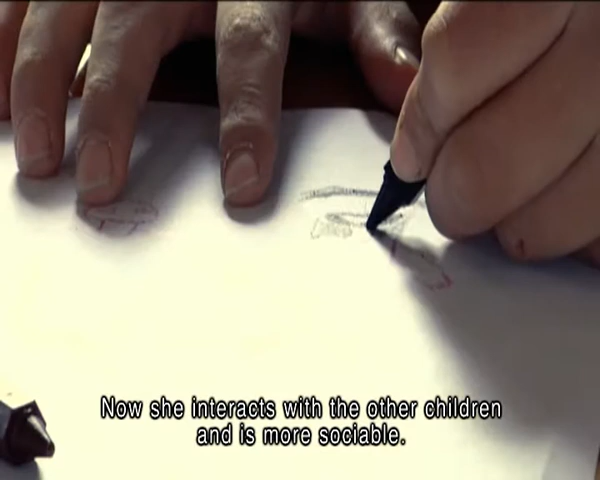 Now she interacts with the other children
and is more sociable.